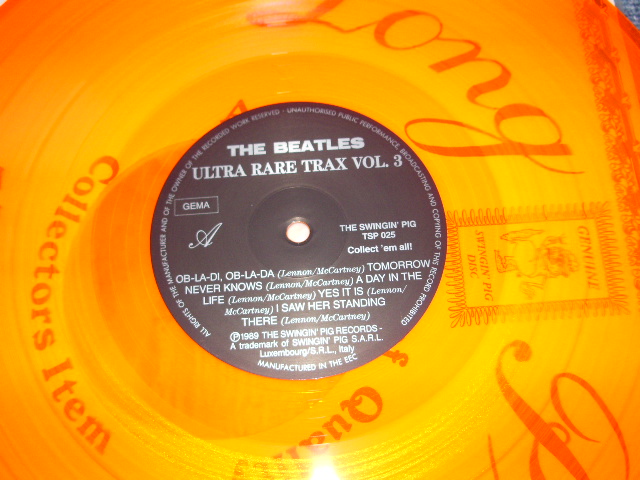 ALL RIGHTS OF THE MANUFACTURER AND OF THE OWNER OF THE RECORDED WORK RESERVED - UNAUTHORISED PUBLIC PERFORMANCE, BROADCASTING AND COPYING OF THIS RECORD PROHIBITED
THE BEATLES
ULTRA RARE TRAX VOL. 3
GEMA
A
THE SWINGIN' PIG
TSP 025
Collect 'em all!
OB-LA-DI, OB-LA-DA (Lennon/McCartney) TOMORROW
NEVER KNOWS (Lennon/McCartney) A DAY IN THE
LIFE (Lennon/McCartney) YES IT IS (Lennon/
McCartney) I SAW HER STANDING
THERE (Lennon/McCartney)
Ⓟ1989 THE SWINGIN' PIG RECORDS -
A trademark of SWINGIN' PIG S.A.R.L.
Luxembourg/S.R.L., Italy
MANUFACTURED IN THE EEC
Long
Collectors Item
GENUINE
SWINGIN' PIG
DISC